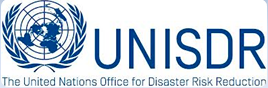 UNISDR
The United Nations Office for Disaster Risk Reduction